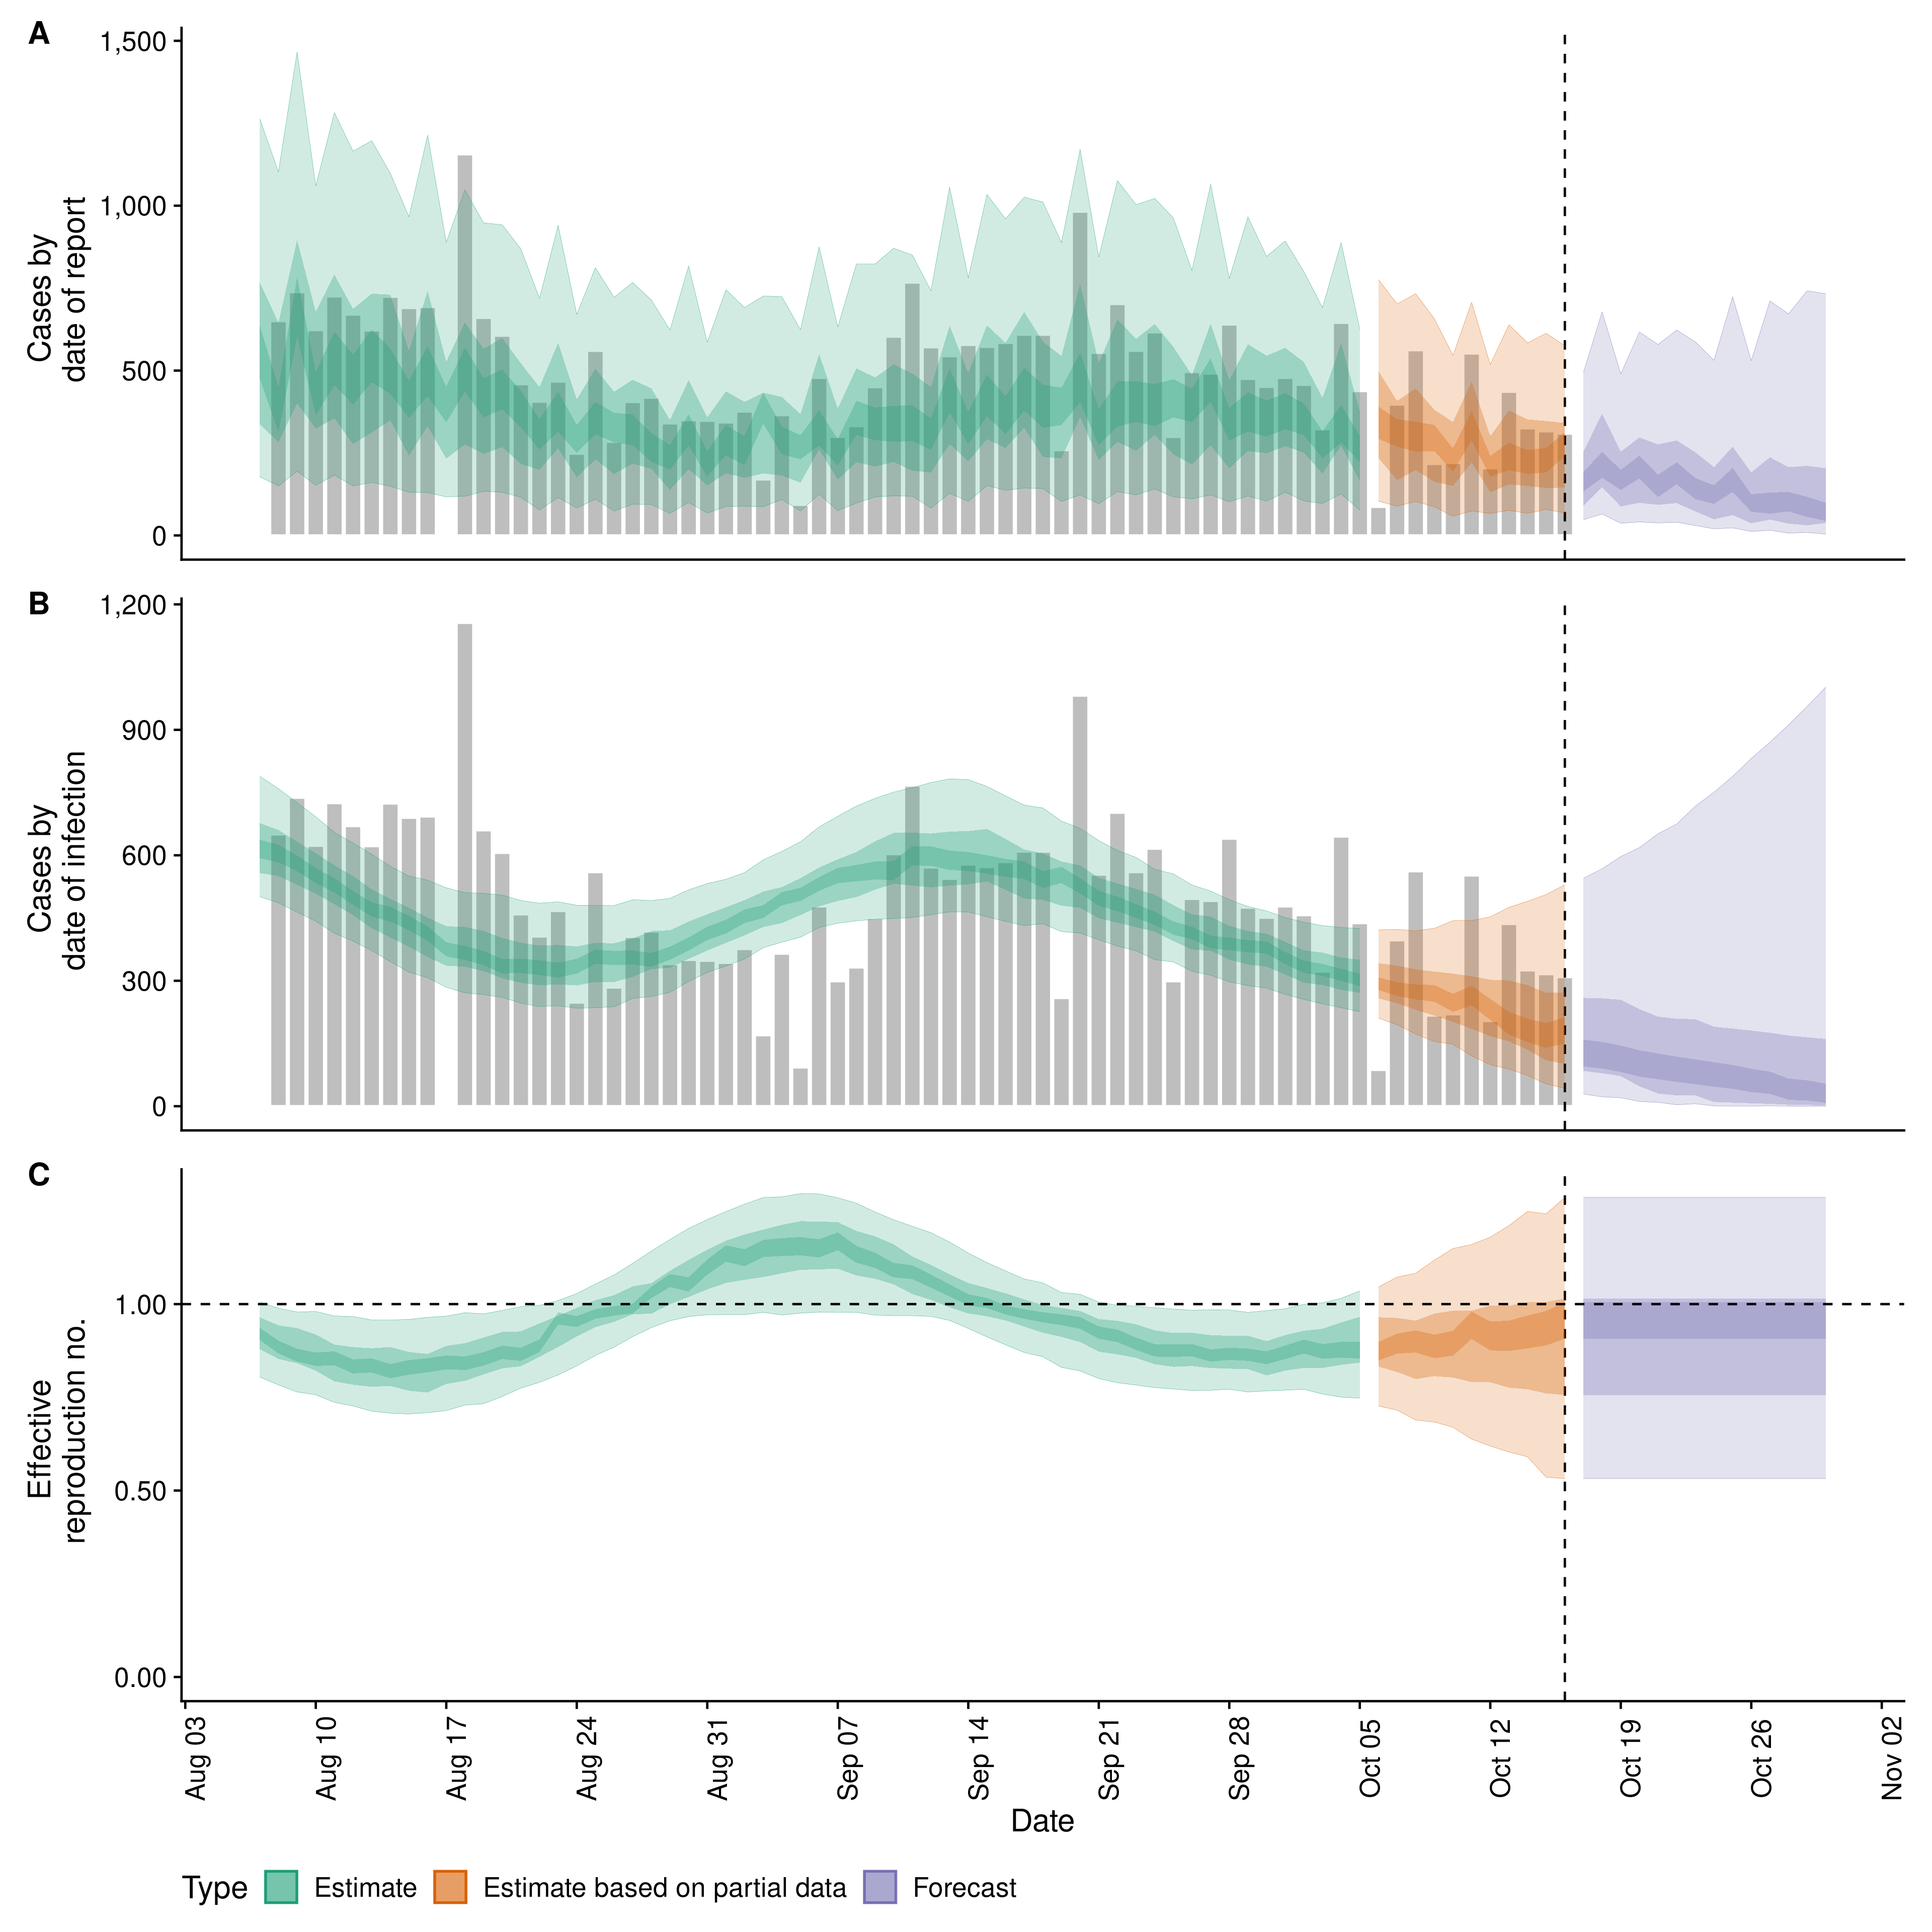 A
1,500
1,000
500
0
Cases by
date of report
B
1,200
900
600
300
0
Cases by
date of infection
C
1.00
0.50
0.00
Effective
reproduction no.
Aug 03
Aug 10
Aug 17
Aug 24
Aug 31
Sep 07
Sep 14
Sep 21
Sep 28
Oct 05
Oct 12
Oct 19
Oct 26
Nov 02
Date
Type Estimate Estimate based on partial data Forecast